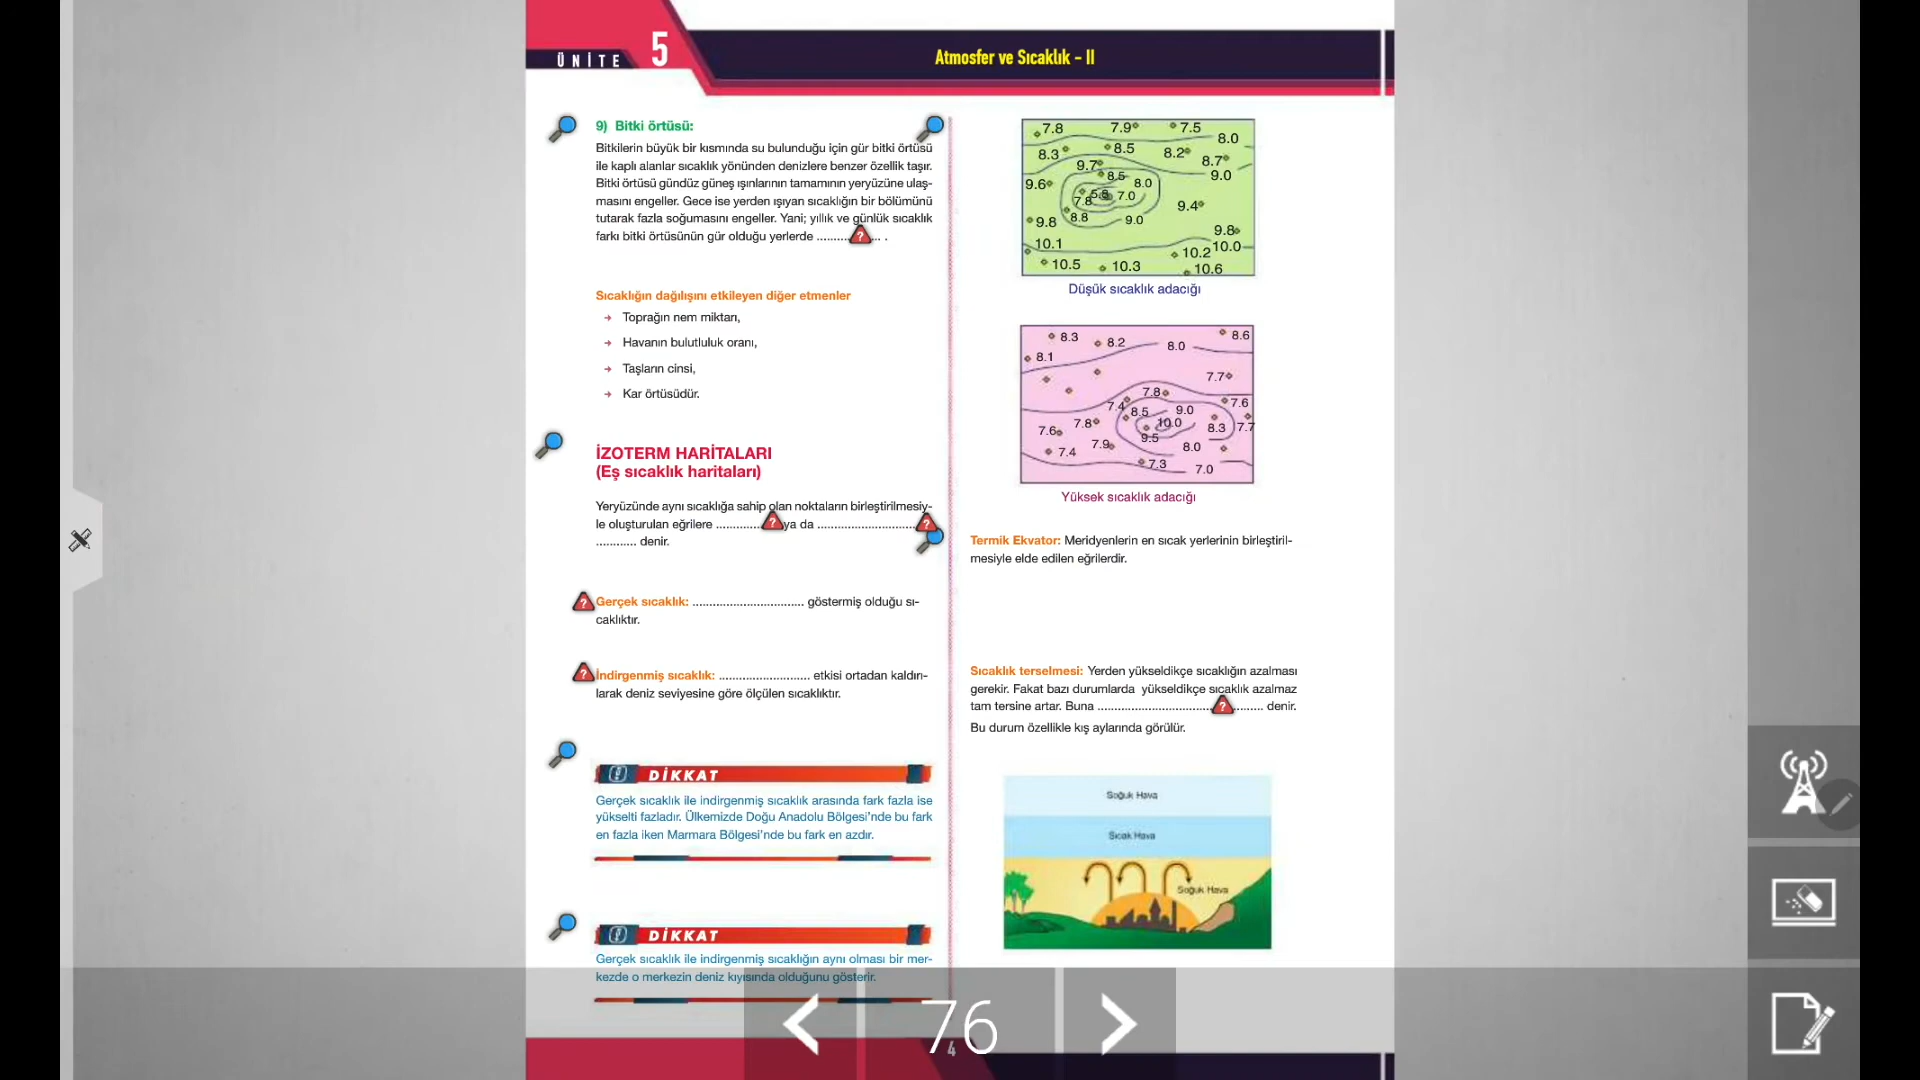 ÜNİTE 5
Atmosfer ve Sıcaklık - II
9) Bitki örtüsü:
Bitkilerin büyük bir kısmında su bulunduğu için gür bitki örtüsü
ile kaplı alanlar sıcaklık yönünden denizlere benzer özellik taşır.
Bitki örtüsü gündüz güneş ışınlarının tamamının yeryüzüne ulaş-
masını engeller. Gece ise yerden ışıyan sıcaklığın bir bölümünü
tutarak fazla soğumasını engeller. Yani; yıllık ve günlük sıcaklık
farkı bitki örtüsünün gür olduğu yerlerde .......... ? ... .
Sıcaklığın dağılışını etkileyen diğer etmenler
→ Toprağın nem miktarı,
→ Havanın bulutluluk oranı,
→ Taşların cinsi,
→ Kar örtüsüdür.
İZOTERM HARİTALARI
(Eş sıcaklık haritaları)
Yeryüzünde aynı sıcaklığa sahip olan noktaların birleştirilmesiy-
le oluşturulan eğrilere ............. ? ya da ............................. ?
............ denir.
? Gerçek sıcaklık: ................................. göstermiş olduğu sı-
caklıktır.
? İndirgenmiş sıcaklık: ........................... etkisi ortadan kaldırı-
larak deniz seviyesine göre ölçülen sıcaklıktır.
DİKKAT
Gerçek sıcaklık ile indirgenmiş sıcaklık arasında fark fazla ise
yükselti fazladır. Ülkemizde Doğu Anadolu Bölgesi'nde bu fark
en fazla iken Marmara Bölgesi'nde bu fark en azdır.
DİKKAT
Gerçek sıcaklık ile indirgenmiş sıcaklığın aynı olması bir mer-
kezde o merkezin deniz kıyısında olduğunu gösterir.
7.8 7.9 7.5
8.0
8.3 8.5 8.2
9.7 8.7
8.5 9.0
9.6 8.0
5.8 7.0
7.8 9.4
9.8 8.8 9.0
9.8
10.1 10.0
10.2
10.5 10.3 10.6
Düşük sıcaklık adacığı
8.3 8.2 8.6
8.0
8.1
7.7
7.8
7.4 8.5 9.0 7.6
7.8 10.0
7.6 8.3 7.7
9.5
7.9 8.0
7.4
7.3 7.0
Yüksek sıcaklık adacığı
Termik Ekvator: Meridyenlerin en sıcak yerlerinin birleştiril-
mesiyle elde edilen eğrilerdir.
Sıcaklık terselmesi: Yerden yükseldikçe sıcaklığın azalması
gerekir. Fakat bazı durumlarda yükseldikçe sıcaklık azalmaz
tam tersine artar. Buna .................................. ? ......... denir.
Bu durum özellikle kış aylarında görülür.
Soğuk Hava
Sıcak Hava
Soğuk Hava
76
4